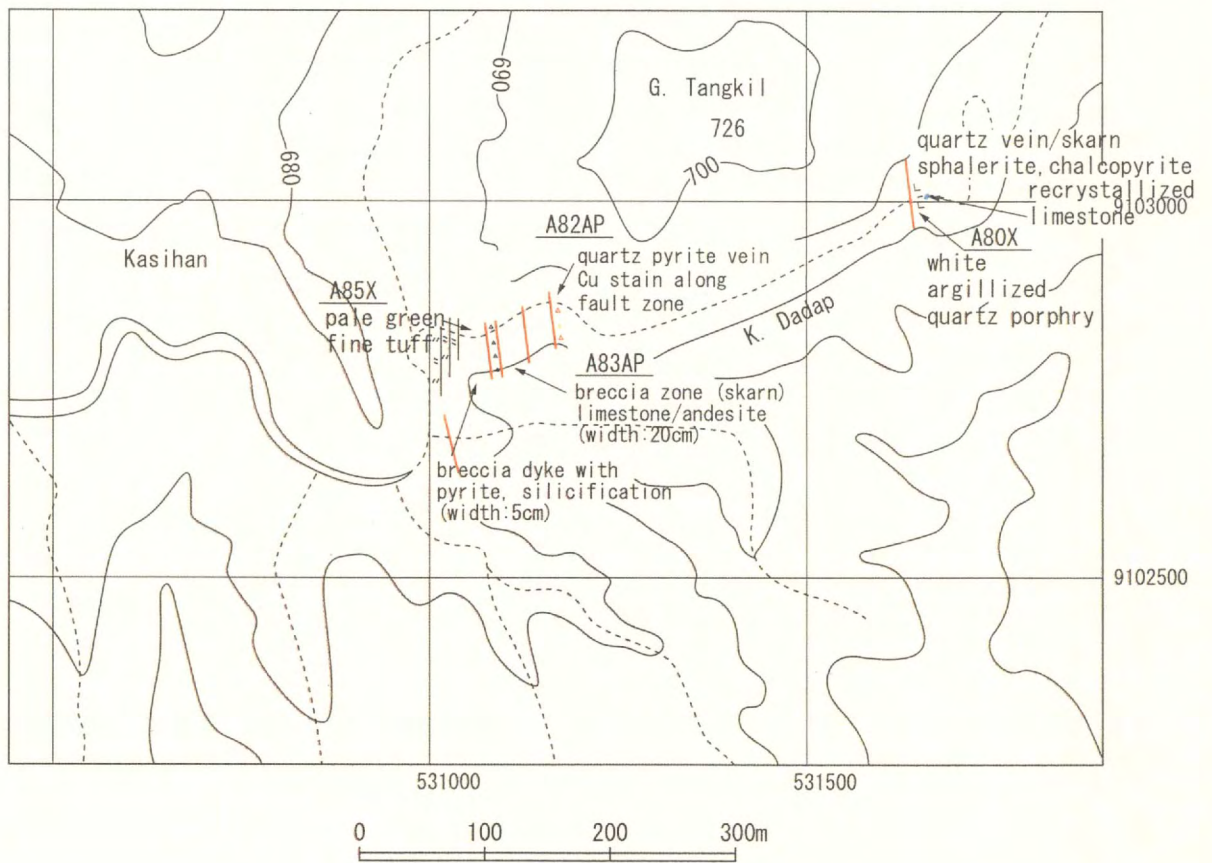 G. Tangkil
726
700
690
680
Kasihan
quartz vein/skarn
sphalerite, chalcopyrite
recrystallized
limestone
9103000
A80X
white
argillized
quartz porphry
A82AP
quartz pyrite vein
Cu stain along
fault zone
A85X
pale green
fine tuff
K. Dadap
A83AP
breccia zone (skarn)
limestone/andesite
(width:20cm)
breccia dyke with
pyrite, silicification
(width:5cm)
9102500
531000
531500
0 100 200 300m